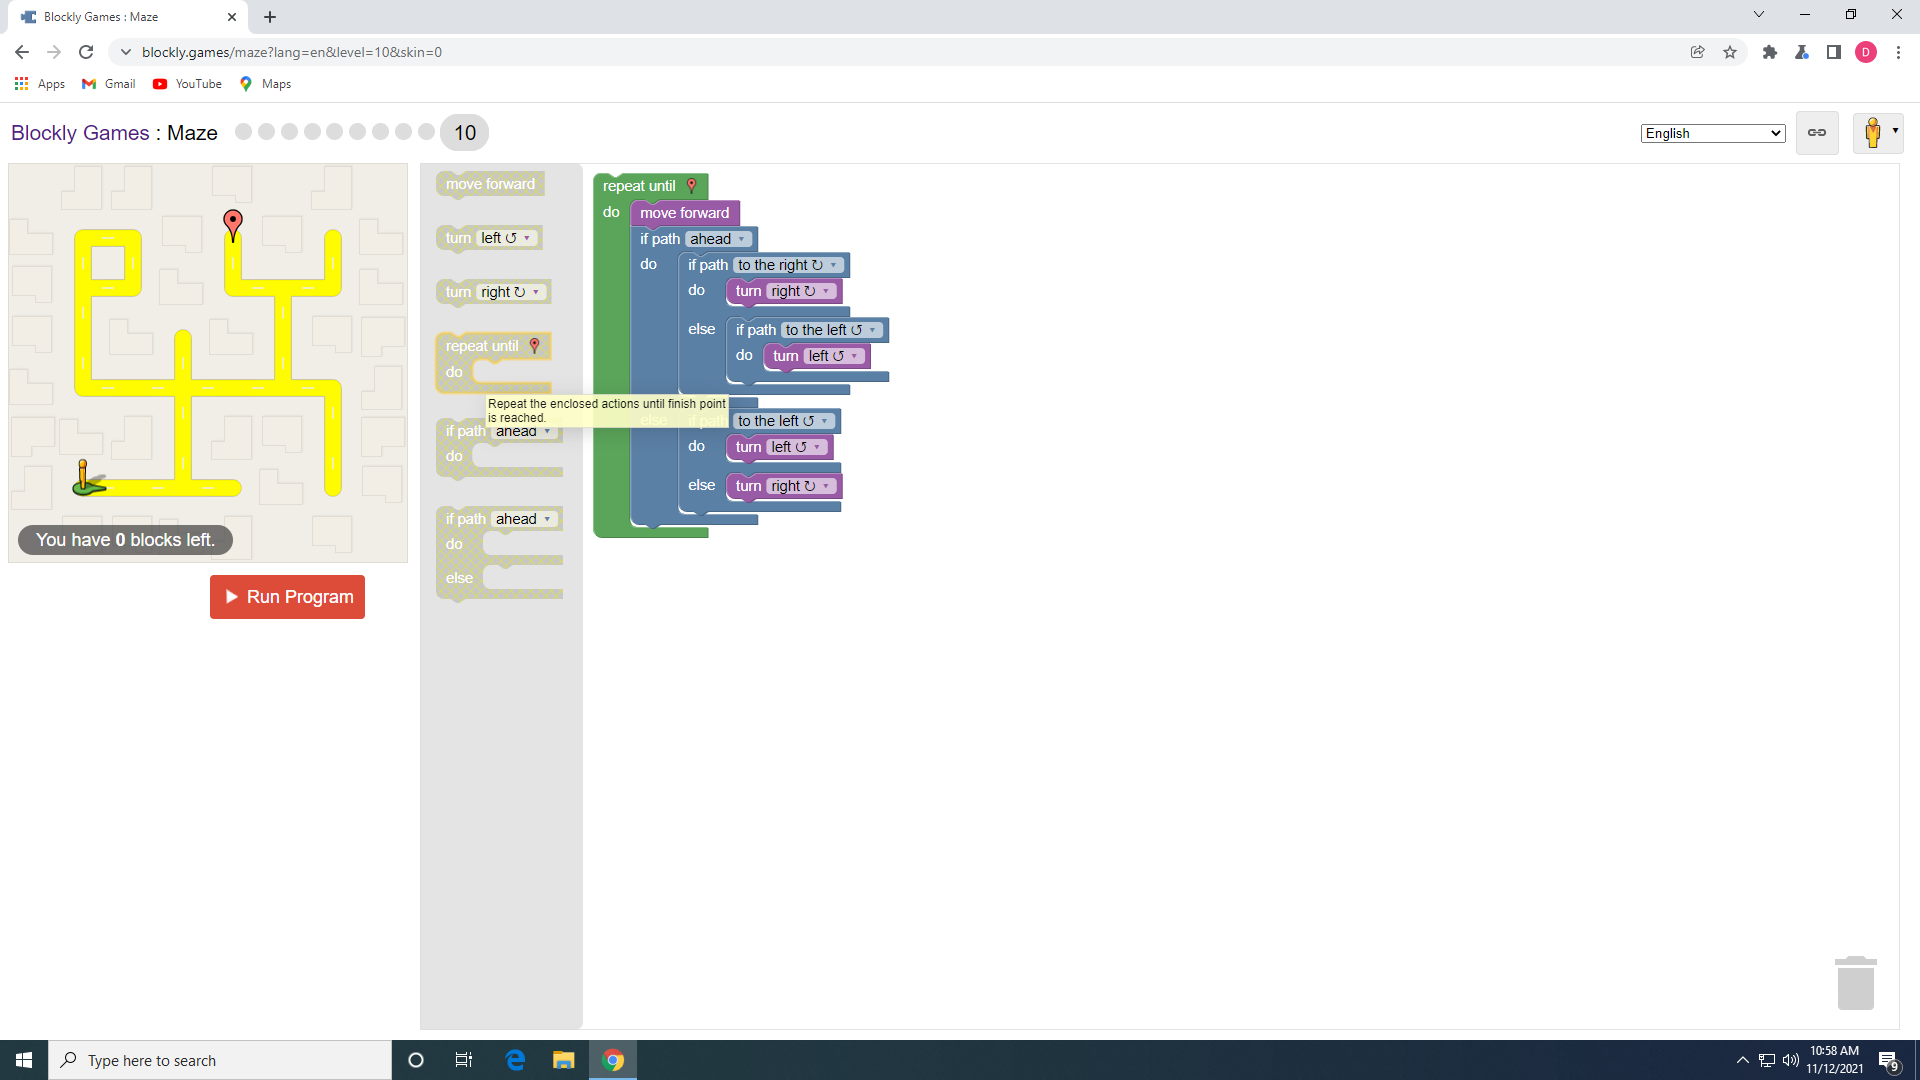 Blockly Games : Maze
blockly.games/maze?lang=en&level=10&skin=0
D
Apps
Gmail
YouTube
Maps
Blockly Games : Maze
10
English
You have 0 blocks left.
Run Program
move forward
turn left ↺
turn right ↻
repeat until
do
if path ahead
do
if path ahead
do
else
Repeat the enclosed actions until finish point
is reached.
repeat until
do
move forward
if path ahead
do
if path to the right ↻
do
turn right ↻
else
if path to the left ↺
do
turn left ↺
else
if path to the left ↺
do
turn left ↺
else
turn right ↻
Type here to search
10:58 AM
11/12/2021
9